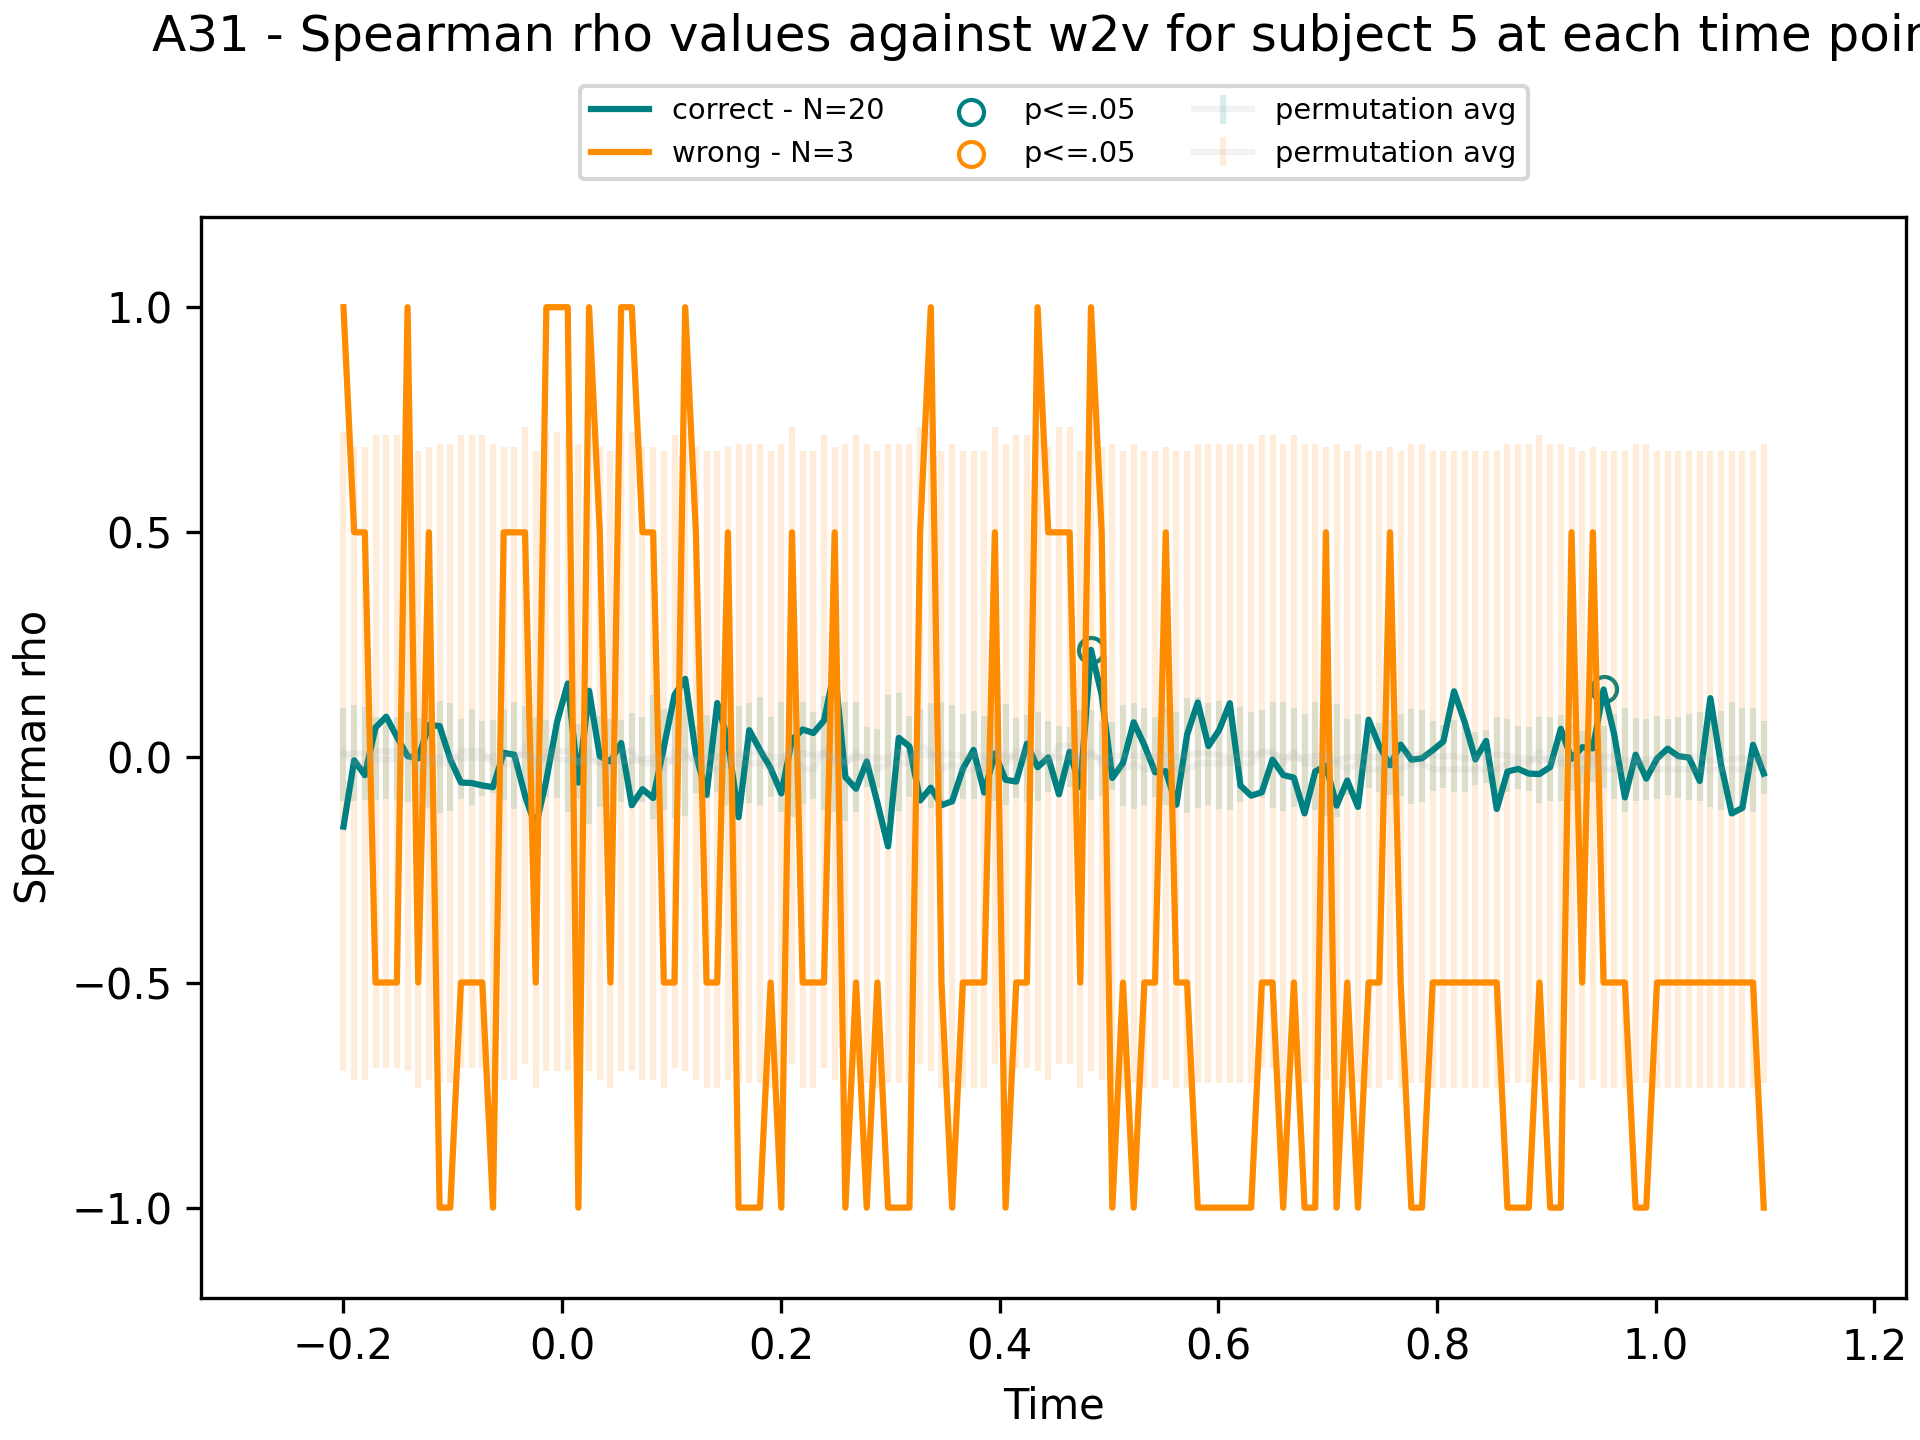 A31 - Spearman rho values against w2v for subject 5 at each time poin
correct - N=20 p<=.05 permutation avg
wrong - N=3 p<=.05 permutation avg
Spearman rho
1.0
0.5
0.0
−0.5
−1.0
−0.2 0.0 0.2 0.4 0.6 0.8 1.0 1.2
Time